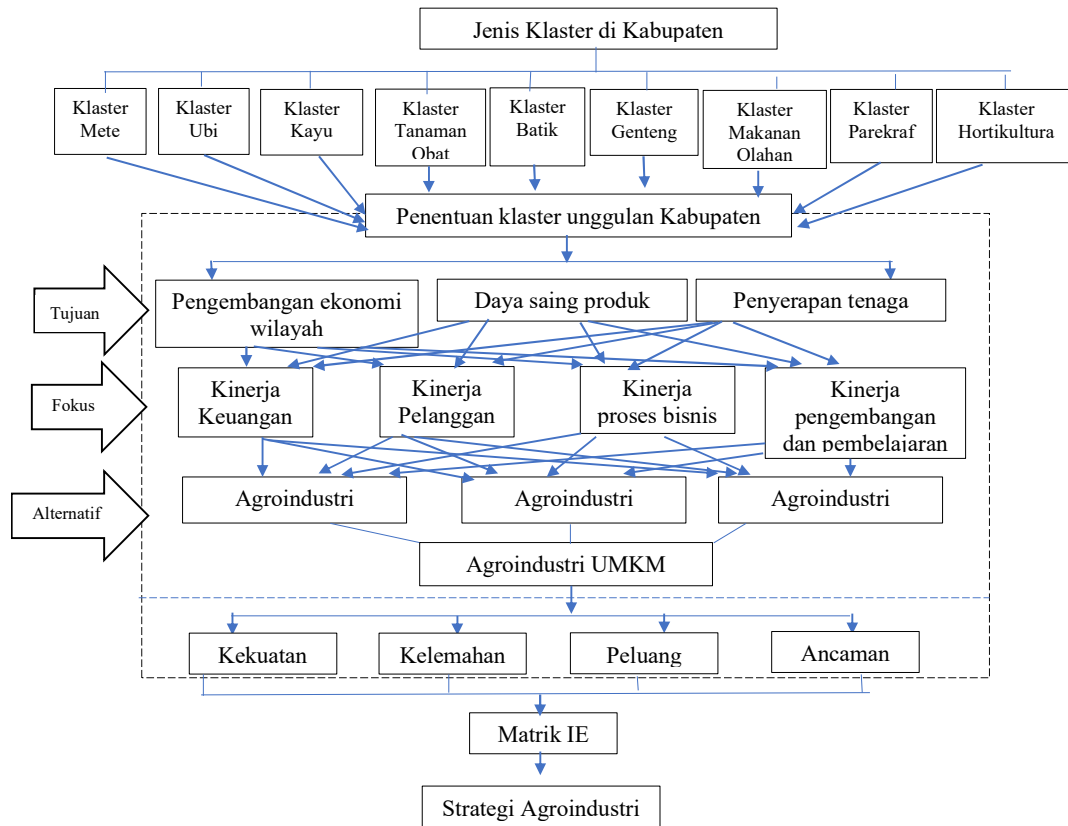 Jenis Klaster di Kabupaten
Klaster
Mete
Klaster
Ubi
Klaster
Kayu
Klaster
Tanaman
Obat
Klaster
Batik
Klaster
Genteng
Klaster
Makanan
Olahan
Klaster
Parekraf
Klaster
Hortikultura
Penentuan klaster unggulan Kabupaten
Tujuan
Pengembangan ekonomi
wilayah
Daya saing produk
Penyerapan tenaga
Fokus
Kinerja
Keuangan
Kinerja
Pelanggan
Kinerja
proses bisnis
Kinerja
pengembangan
dan pembelajaran
Alternatif
Agroindustri
Agroindustri
Agroindustri
Agroindustri UMKM
Kekuatan
Kelemahan
Peluang
Ancaman
Matrik IE
Strategi Agroindustri